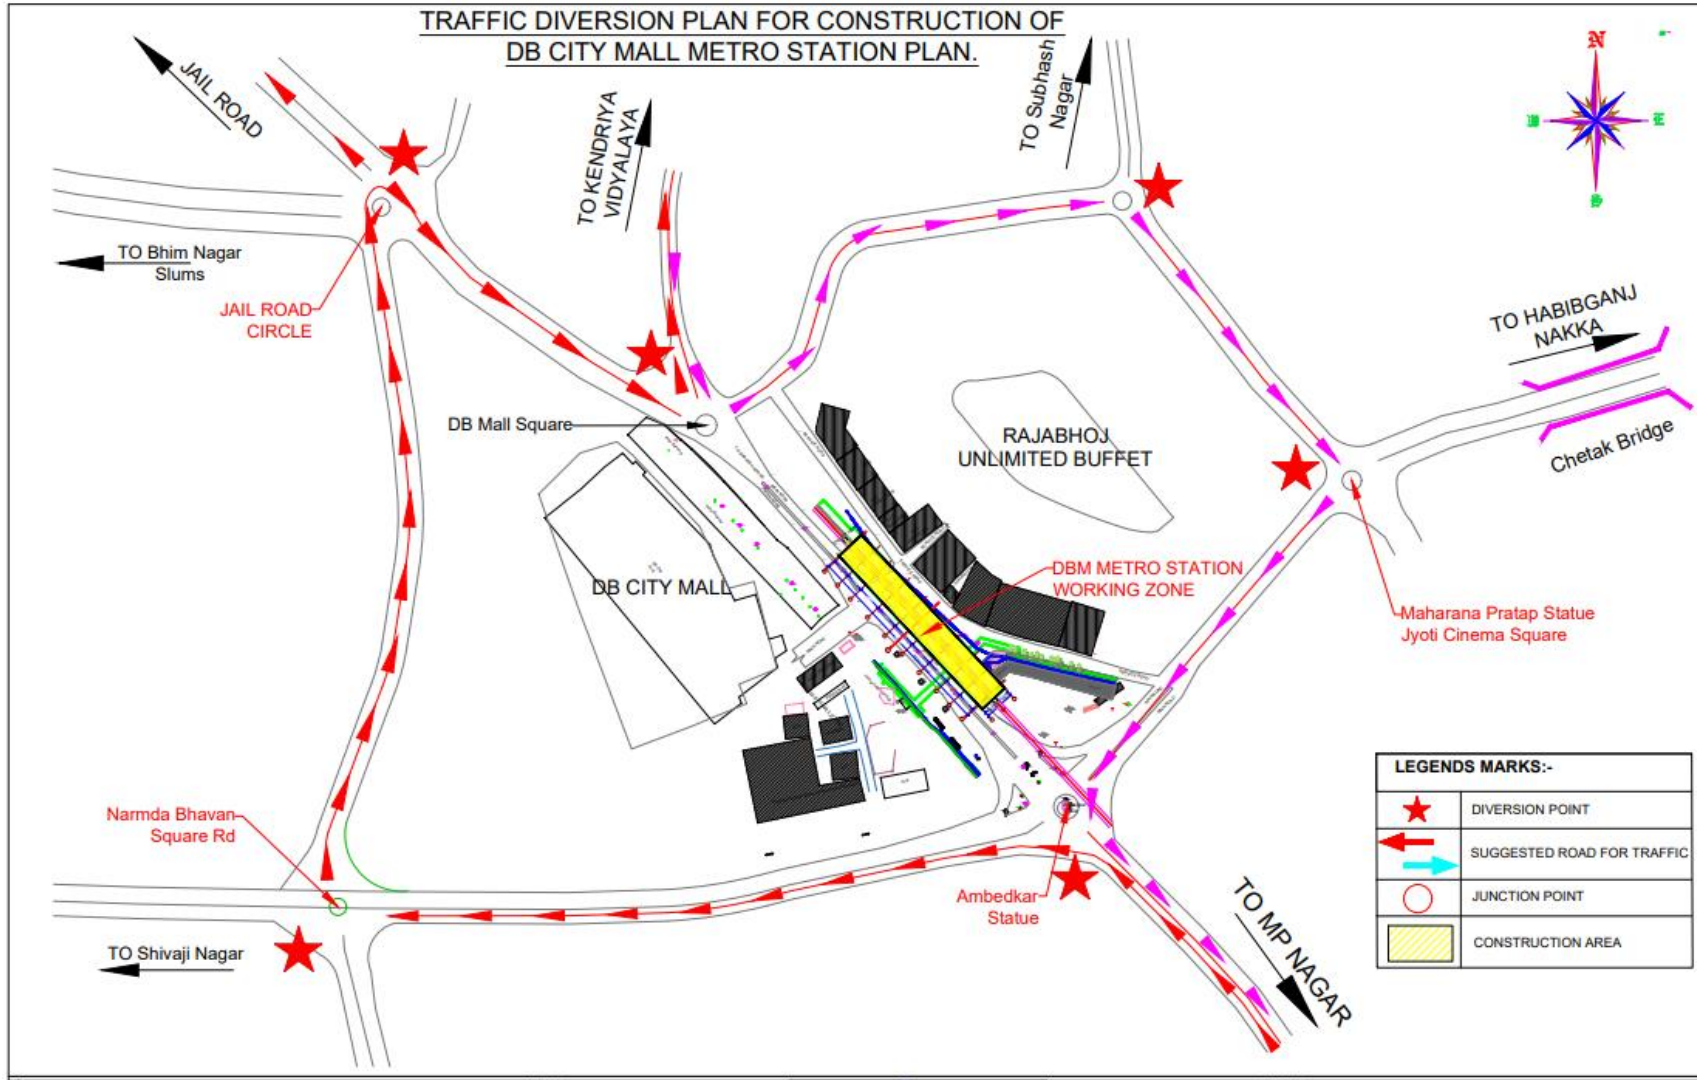 TRAFFIC DIVERSION PLAN FOR CONSTRUCTION OF
DB CITY MALL METRO STATION PLAN.
JAIL ROAD
TO KENDRIYA
VIDYALAYA
TO Subhash
Nagar
N
E
TO Bhim Nagar
Slums
JAIL ROAD
CIRCLE
TO HABIBGANJ
NAKKA
Chetak Bridge
DB Mall Square
RAJABHOJ
UNLIMITED BUFFET
DB CITY MALL
DBM METRO STATION
WORKING ZONE
Maharana Pratap Statue
Jyoti Cinema Square
Narmda Bhavan
Square Rd
Ambedkar
Statue
TO Shivaji Nagar
TO MP NAGAR
LEGENDS MARKS:-
DIVERSION POINT
SUGGESTED ROAD FOR TRAFFIC
JUNCTION POINT
CONSTRUCTION AREA